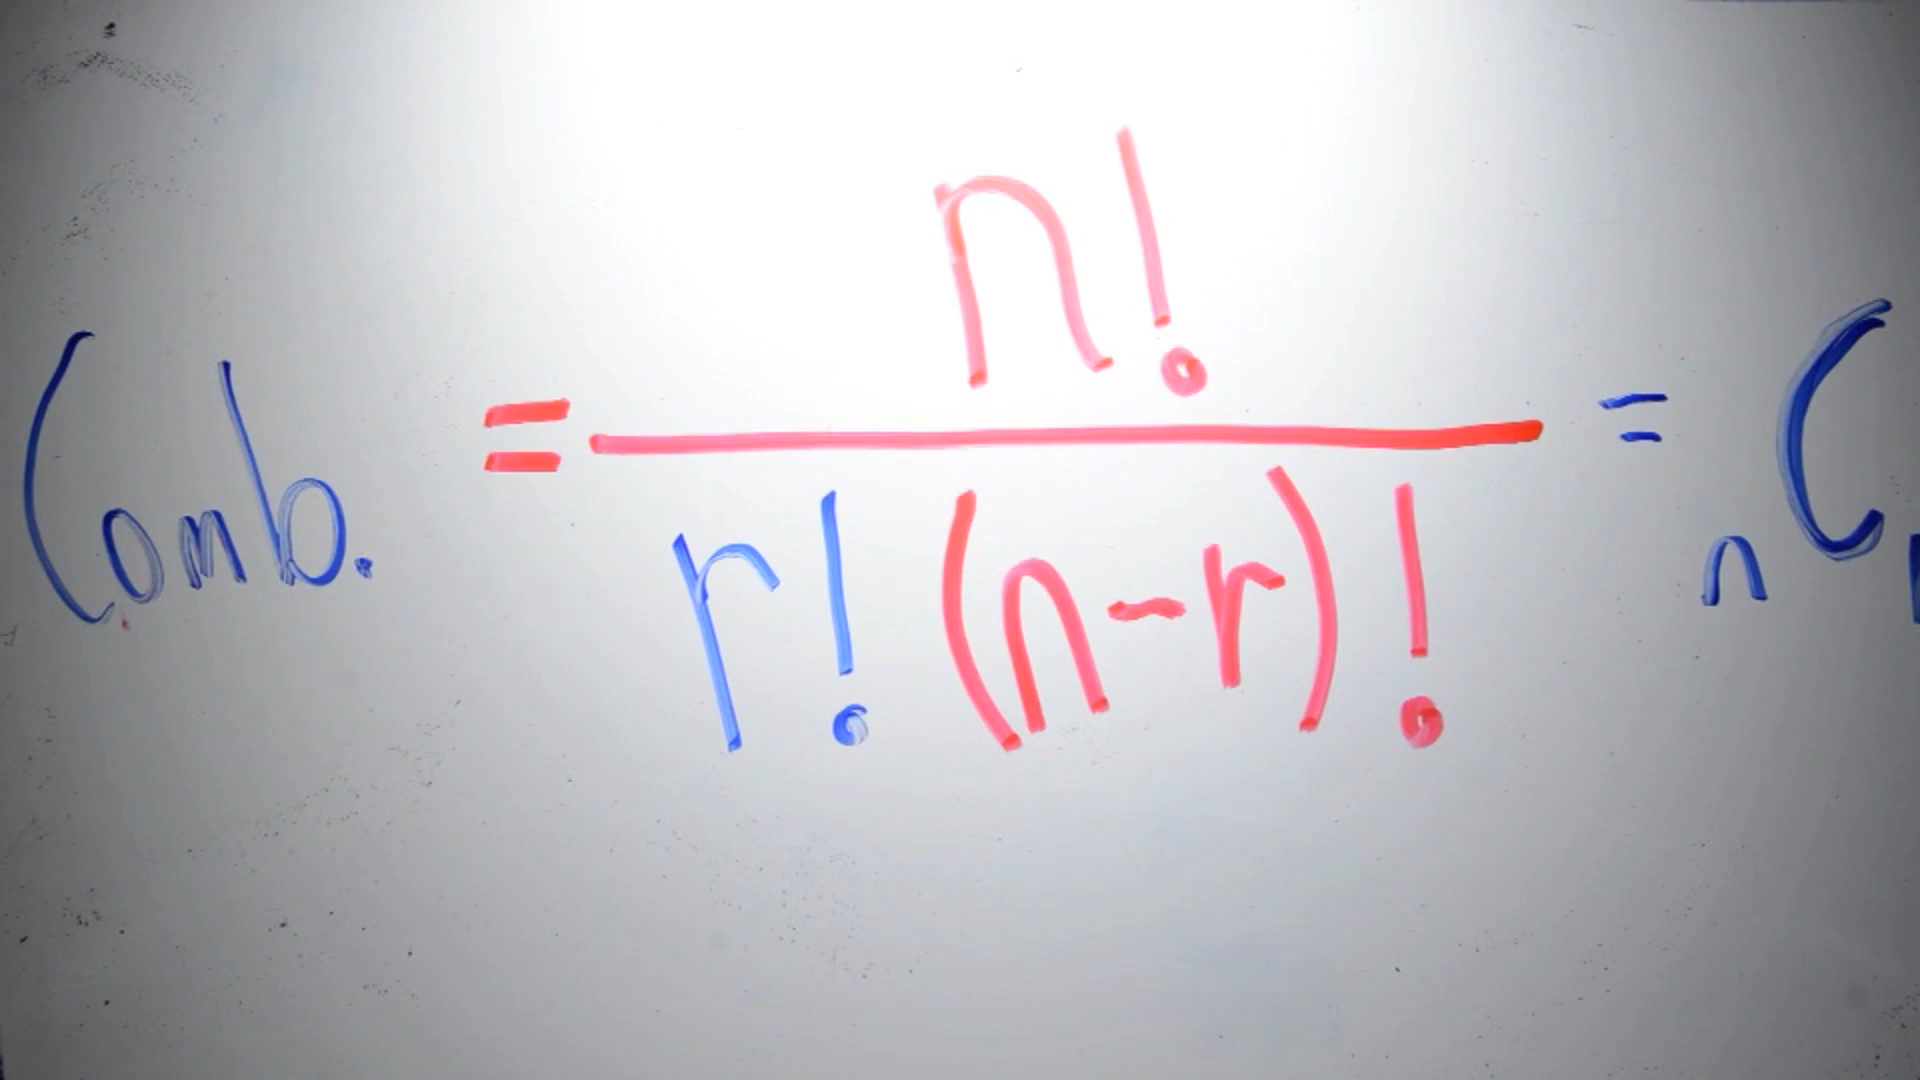 Comb. = n! / r! (n-r)! = nC